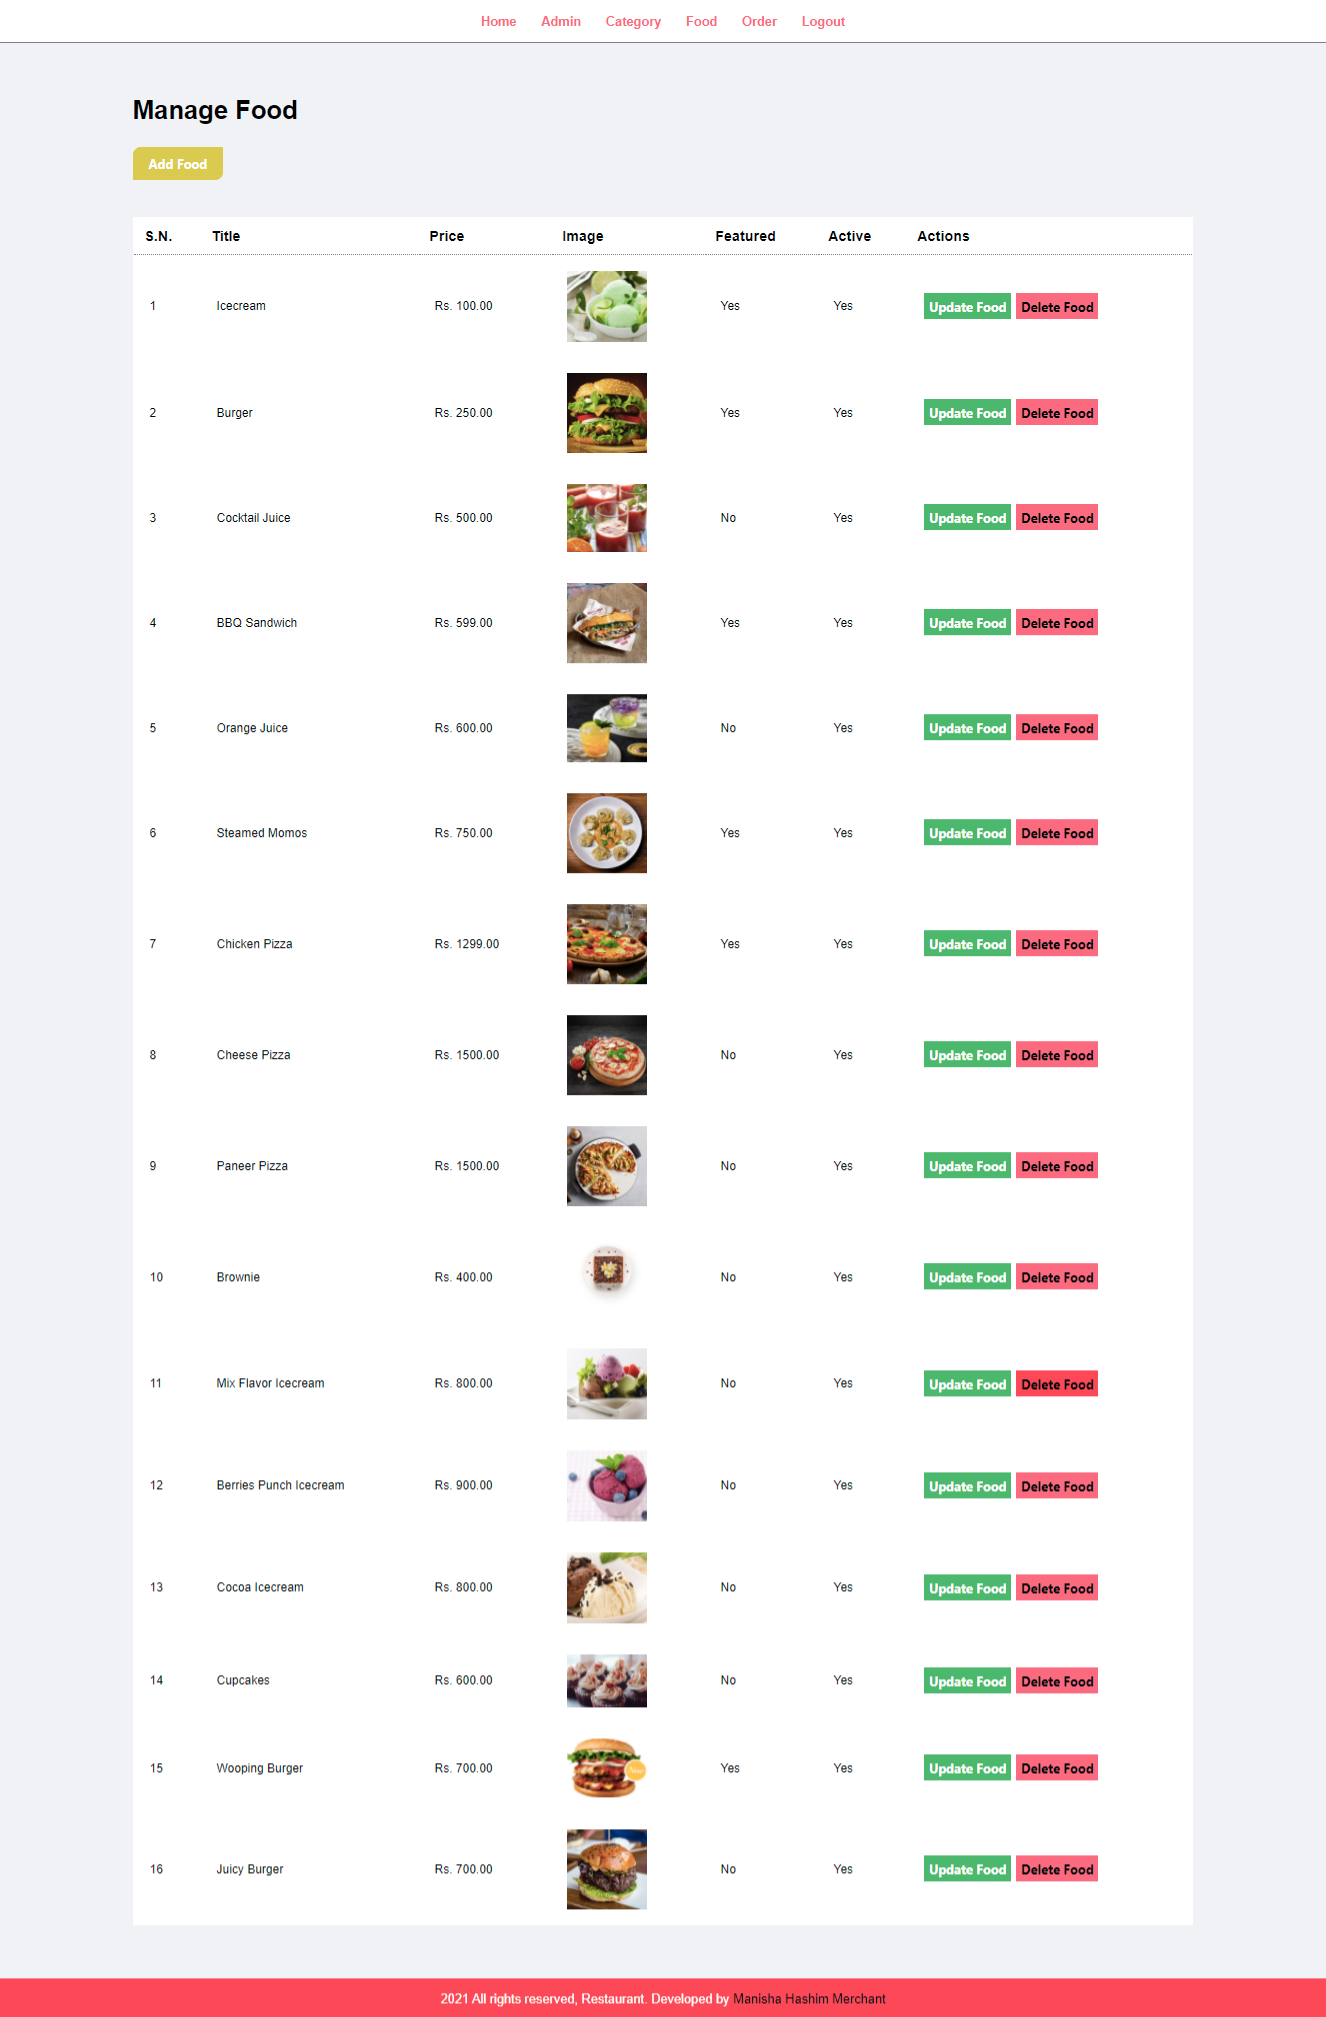 Home Admin Category Food Order Logout
Manage Food
Add Food
S.N. Title Price Image Featured Active Actions
1 Icecream Rs. 100.00 Yes Yes Update Food Delete Food
2 Burger Rs. 250.00 Yes Yes Update Food Delete Food
3 Cocktail Juice Rs. 500.00 No Yes Update Food Delete Food
4 BBQ Sandwich Rs. 599.00 Yes Yes Update Food Delete Food
5 Orange Juice Rs. 600.00 No Yes Update Food Delete Food
6 Steamed Momos Rs. 750.00 Yes Yes Update Food Delete Food
7 Chicken Pizza Rs. 1299.00 Yes Yes Update Food Delete Food
8 Cheese Pizza Rs. 1500.00 No Yes Update Food Delete Food
9 Paneer Pizza Rs. 1500.00 No Yes Update Food Delete Food
10 Brownie Rs. 400.00 No Yes Update Food Delete Food
11 Mix Flavor Icecream Rs. 800.00 No Yes Update Food Delete Food
12 Berries Punch Icecream Rs. 900.00 No Yes Update Food Delete Food
13 Cocoa Icecream Rs. 800.00 No Yes Update Food Delete Food
14 Cupcakes Rs. 600.00 No Yes Update Food Delete Food
15 Wooping Burger Rs. 700.00 Yes Yes Update Food Delete Food
16 Juicy Burger Rs. 700.00 No Yes Update Food Delete Food
2021 All rights reserved, Restaurant. Developed by Manisha Hashim Merchant